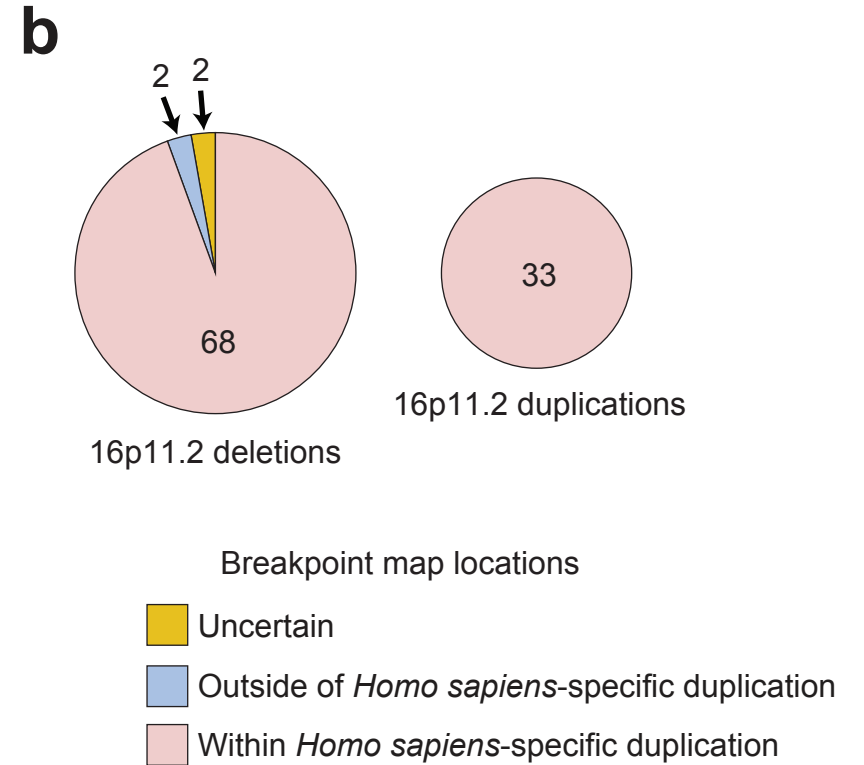 b
2 2
68
33
16p11.2 duplications
16p11.2 deletions
Breakpoint map locations
Uncertain
Outside of Homo sapiens-specific duplication
Within Homo sapiens-specific duplication